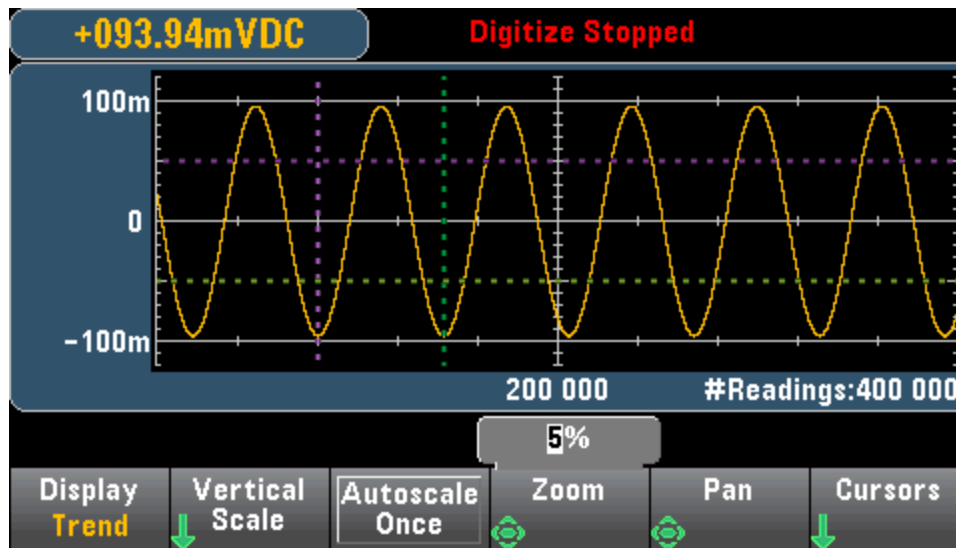 +093.94mVDC
Digitize Stopped
100m
0
-100m
200 000
#Readings:400 000
5%
Display
Trend
Vertical
Scale
Autoscale
Once
Zoom
Pan
Cursors